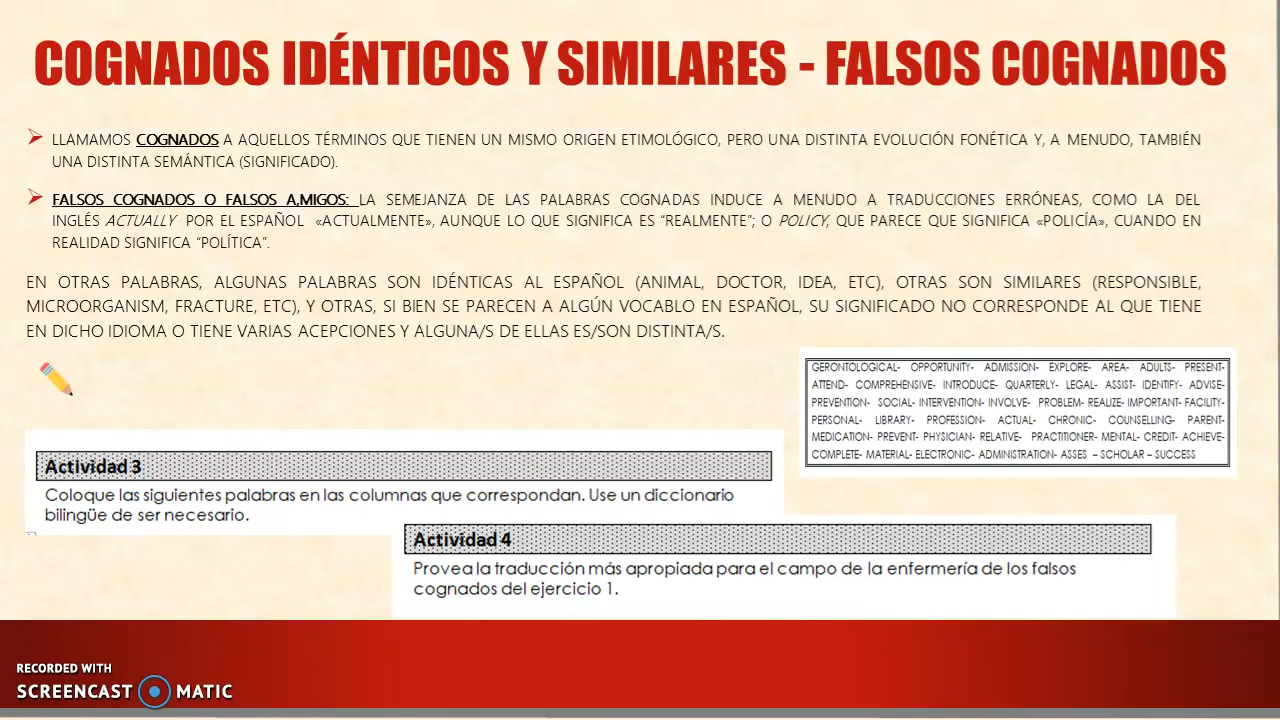 COGNADOS IDÉNTICOS Y SIMILARES - FALSOS COGNADOS
LLAMAMOS COGNADOS A AQUELLOS TÉRMINOS QUE TIENEN UN MISMO ORIGEN ETIMOLÓGICO, PERO UNA DISTINTA EVOLUCIÓN FONÉTICA Y, A MENUDO, TAMBIÉN
UNA DISTINTA SEMÁNTICA (SIGNIFICADO).
FALSOS COGNADOS O FALSOS A,MIGOS: LA SEMEJANZA DE LAS PALABRAS COGNADAS INDUCE A MENUDO A TRADUCCIONES ERRÓNEAS, COMO LA DEL
INGLÉS ACTUALLY POR EL ESPAÑOL «ACTUALMENTE», AUNQUE LO QUE SIGNIFICA ES “REALMENTE”; O POLICY, QUE PARECE QUE SIGNIFICA «POLICÍA», CUANDO EN
REALIDAD SIGNIFICA “POLÍTICA”.
EN OTRAS PALABRAS, ALGUNAS PALABRAS SON IDÉNTICAS AL ESPAÑOL (ANIMAL, DOCTOR, IDEA, ETC), OTRAS SON SIMILARES (RESPONSIBLE,
MICROORGANISM, FRACTURE, ETC), Y OTRAS, SI BIEN SE PARECEN A ALGÚN VOCABLO EN ESPAÑOL, SU SIGNIFICADO NO CORRESPONDE AL QUE TIENE
EN DICHO IDIOMA O TIENE VARIAS ACEPCIONES Y ALGUNA/S DE ELLAS ES/SON DISTINTA/S.
GERONTOLOGICAL- OPPORTUNITY- ADMISSION- EXPLORE- AREA- ADULTS- PRESENT-
ATTEND- COMPREHENSIVE- INTRODUCE- QUARTERLY- LEGAL- ASSIST- IDENTIFY- ADVISE-
PREVENTION- SOCIAL- INTERVENTION- INVOLVE- PROBLEM- REALIZE- IMPORTANT- FACILITY-
PERSONAL- LIBRARY- PROFESSION- ACTUAL- CHRONIC- COUNSELLING- PARENT-
MEDICATION- PREVENT- PHYSICIAN- RELATIVE- PRACTITIONER- MENTAL- CREDIT- ACHIEVE-
COMPLETE- MATERIAL- ELECTRONIC- ADMINISTRATION- ASSES – SCHOLAR – SUCCESS
Actividad 3
Coloque las siguientes palabras en las columnas que correspondan. Use un diccionario
bilingüe de ser necesario.
Actividad 4
Provea la traducción más apropiada para el campo de la enfermería de los falsos
cognados del ejercicio 1.
RECORDED WITH
SCREENCAST MATIC